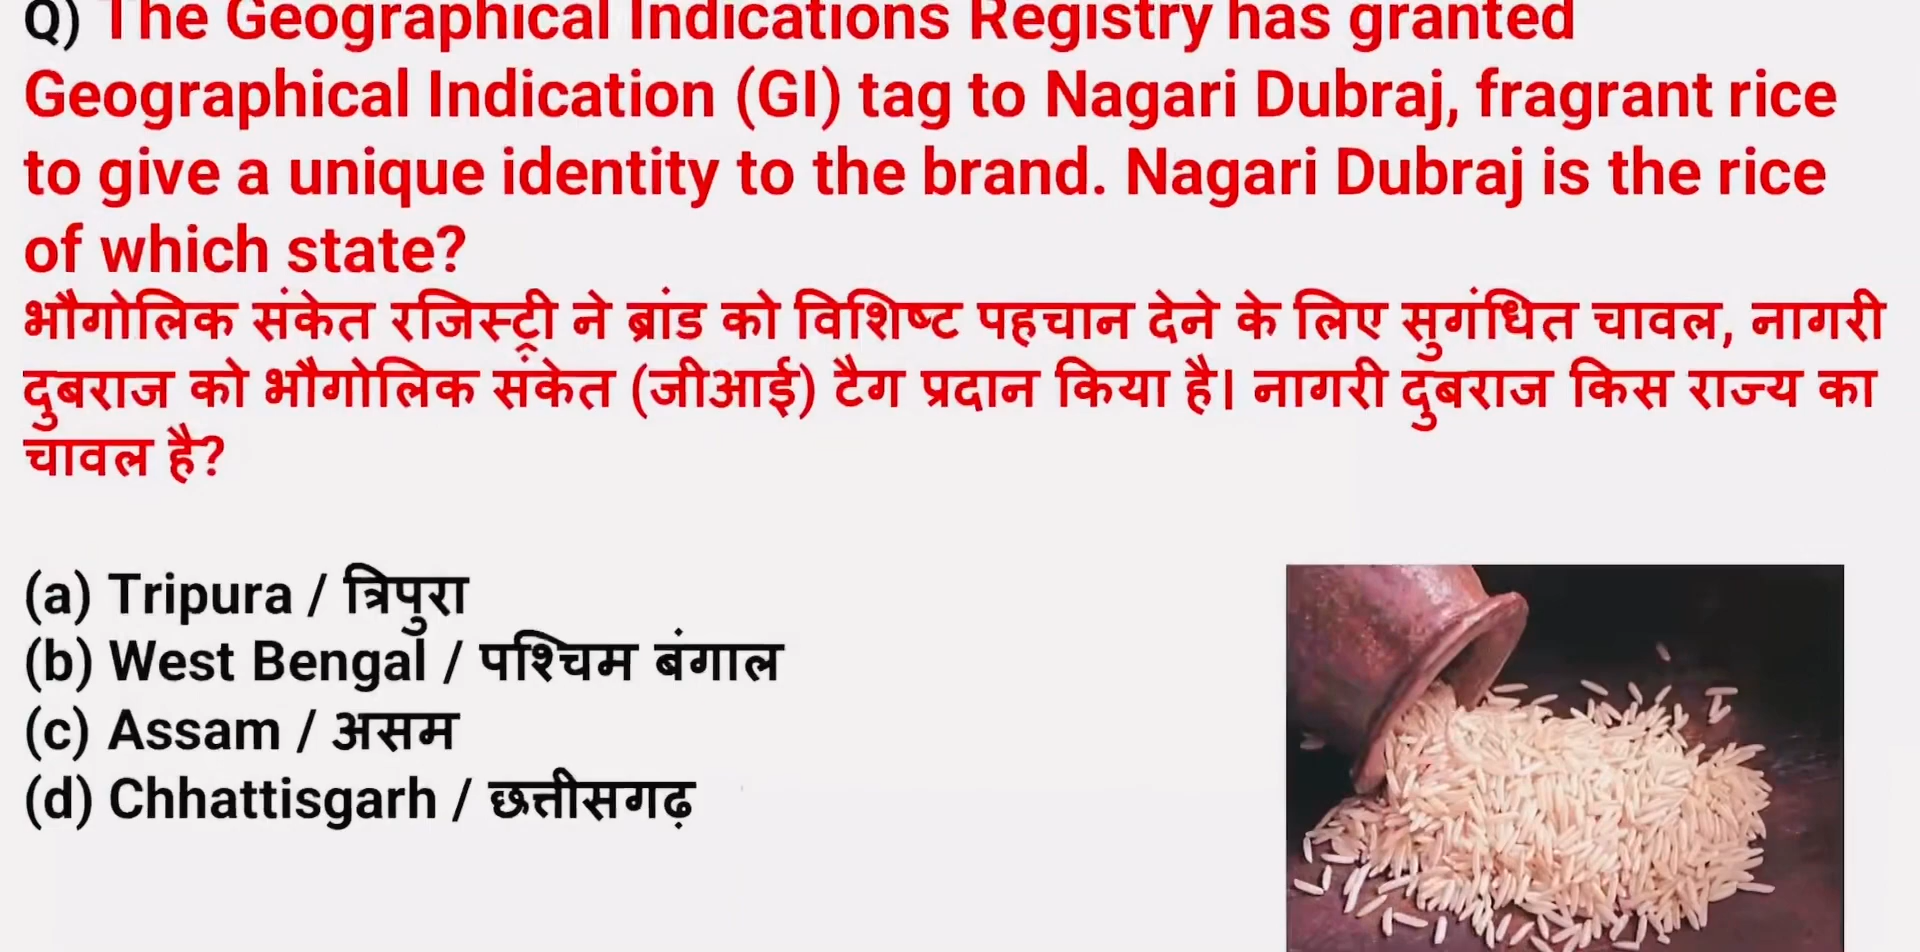 Q) The Geographical Indications Registry has granted
Geographical Indication (GI) tag to Nagari Dubraj, fragrant rice
to give a unique identity to the brand. Nagari Dubraj is the rice
of which state?
भौगोलिक संकेत रजिस्ट्री ने ब्रांड को विशिष्ट पहचान देने के लिए सुगंधित चावल, नागरी
दुबराज को भौगोलिक संकेत (जीआई) टैग प्रदान किया है। नागरी दुबराज किस राज्य का
चावल है?
(a) Tripura / त्रिपुरा
(b) West Bengal / पश्चिम बंगाल
(c) Assam / असम
(d) Chhattisgarh / छत्तीसगढ़